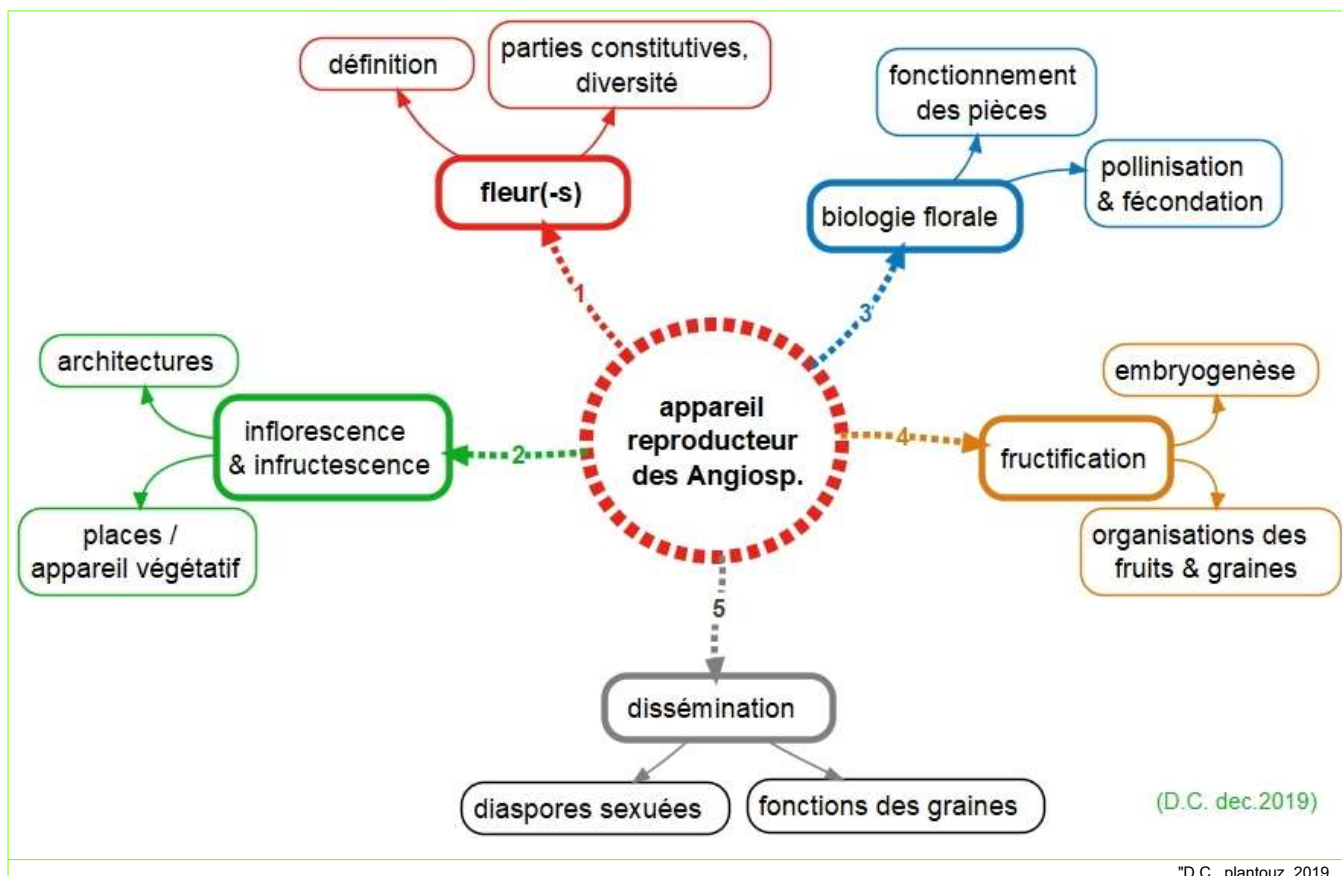 définition
parties constitutives,
diversité
fleur(-s)
1
fonctionnement
des pièces
pollinisation
& fécondation
biologie florale
3
architectures
inflorescence
& infructescence
places /
appareil végétatif
2
appareil
reproducteur
des Angiosp.
4
embryogenèse
fructification
organisations des
fruits & graines
5
dissémination
diaspores sexuées
fonctions des graines
(D.C. dec.2019)
"D.C., plantouz, 2019